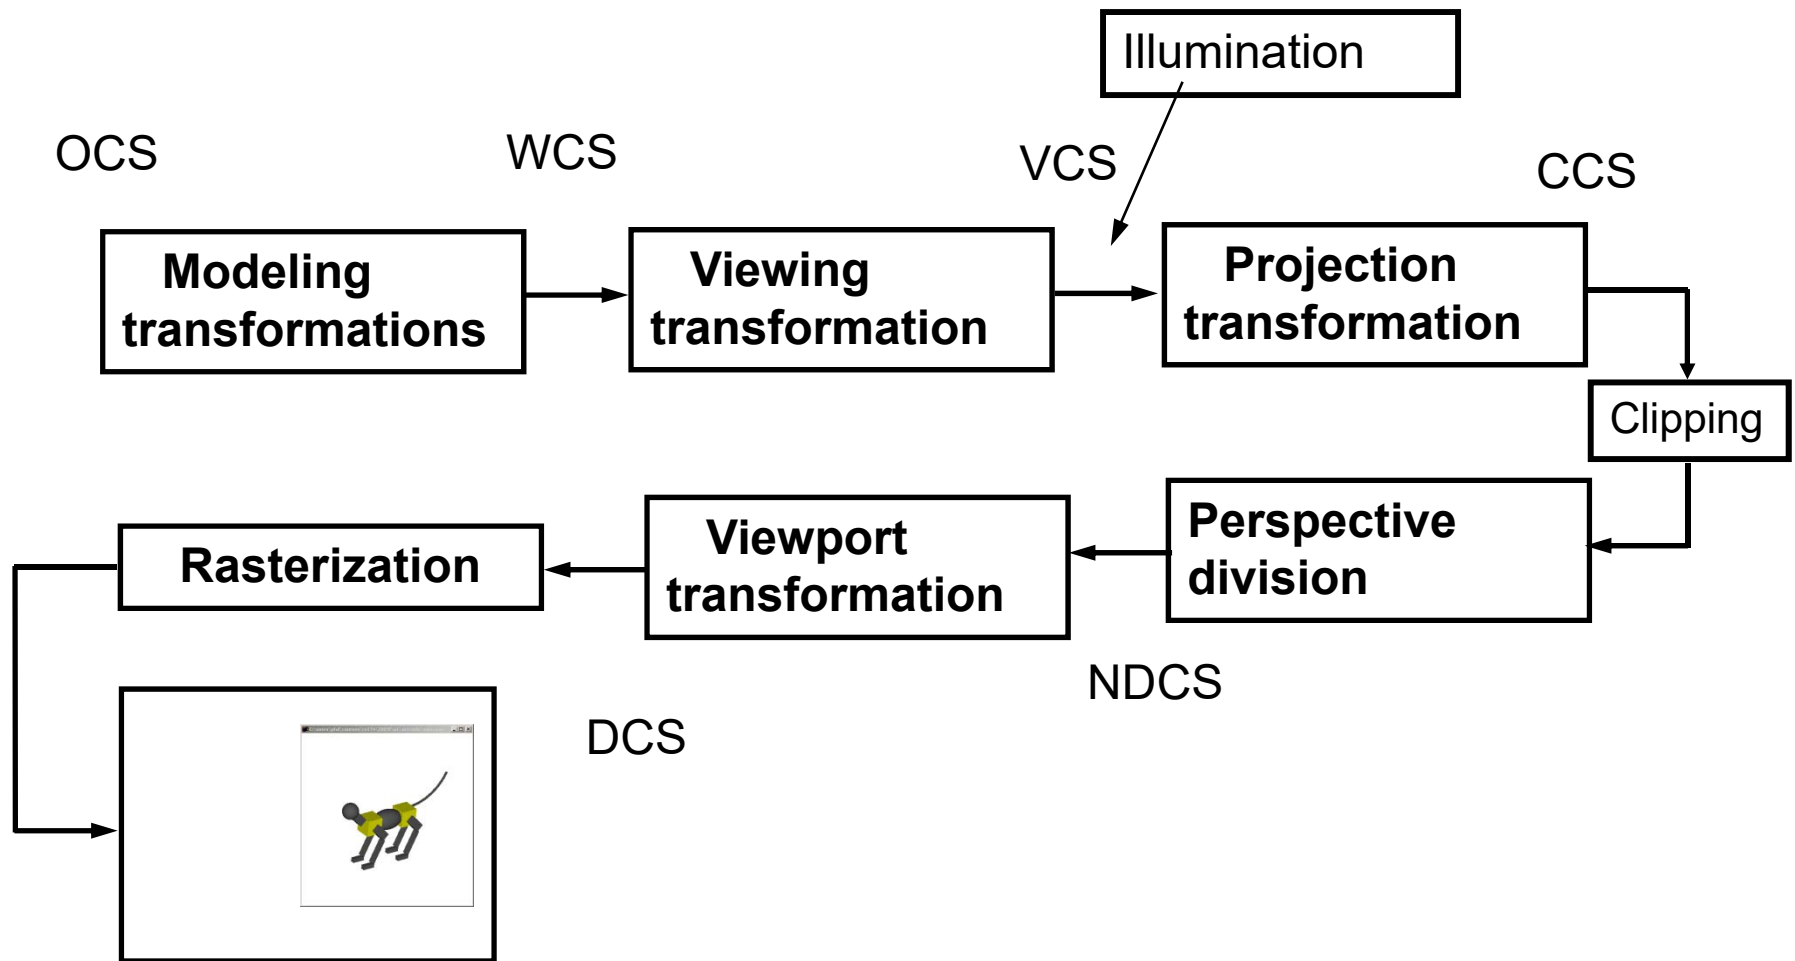 Illumination
OCS
WCS
VCS
CCS
Modeling
transformations
Viewing
transformation
Projection
transformation
Clipping
Perspective
division
Viewport
transformation
Rasterization
NDCS
DCS